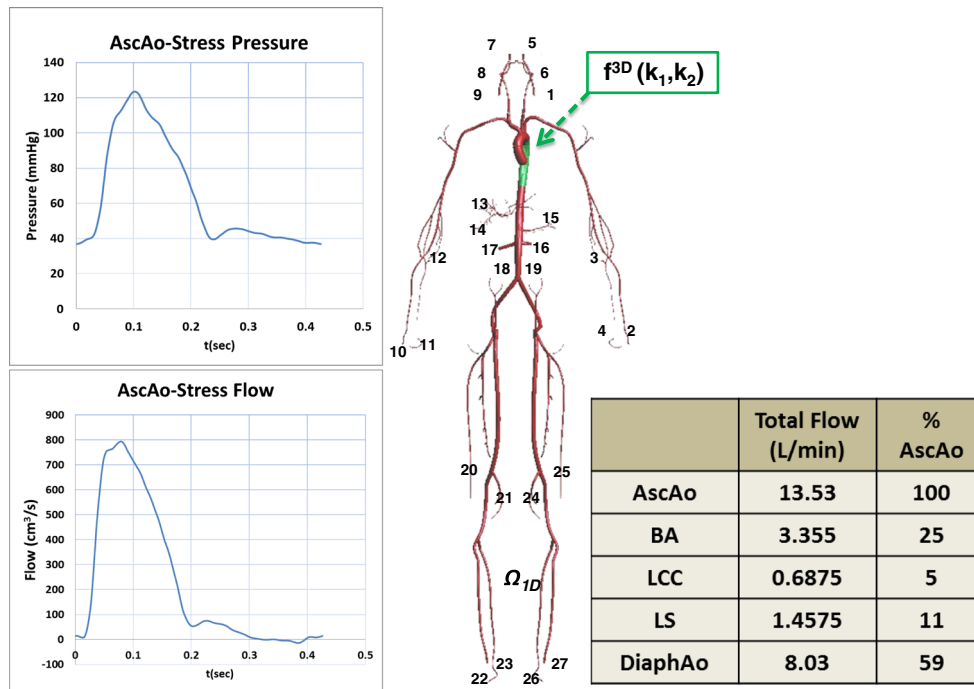 AscAo-Stress Pressure
Pressure (mmHg)
140
120
100
80
60
40
20
0
0 0.1 0.2 0.3 0.4 0.5
t(sec)
AscAo-Stress Flow
Flow (cm³/s)
900
800
700
600
500
400
300
200
100
0
-100
0 0.1 0.2 0.3 0.4 0.5
t(sec)
f³ᴰ (k₁,k₂)
7 5
8 6
9 1
13
14 15
17 16
12 18 19 3
10 11 4 2
20 25
21 24
Ω1D
23 27
22 26
Total Flow (L/min) % AscAo
AscAo 13.53 100
BA 3.355 25
LCC 0.6875 5
LS 1.4575 11
DiaphAo 8.03 59